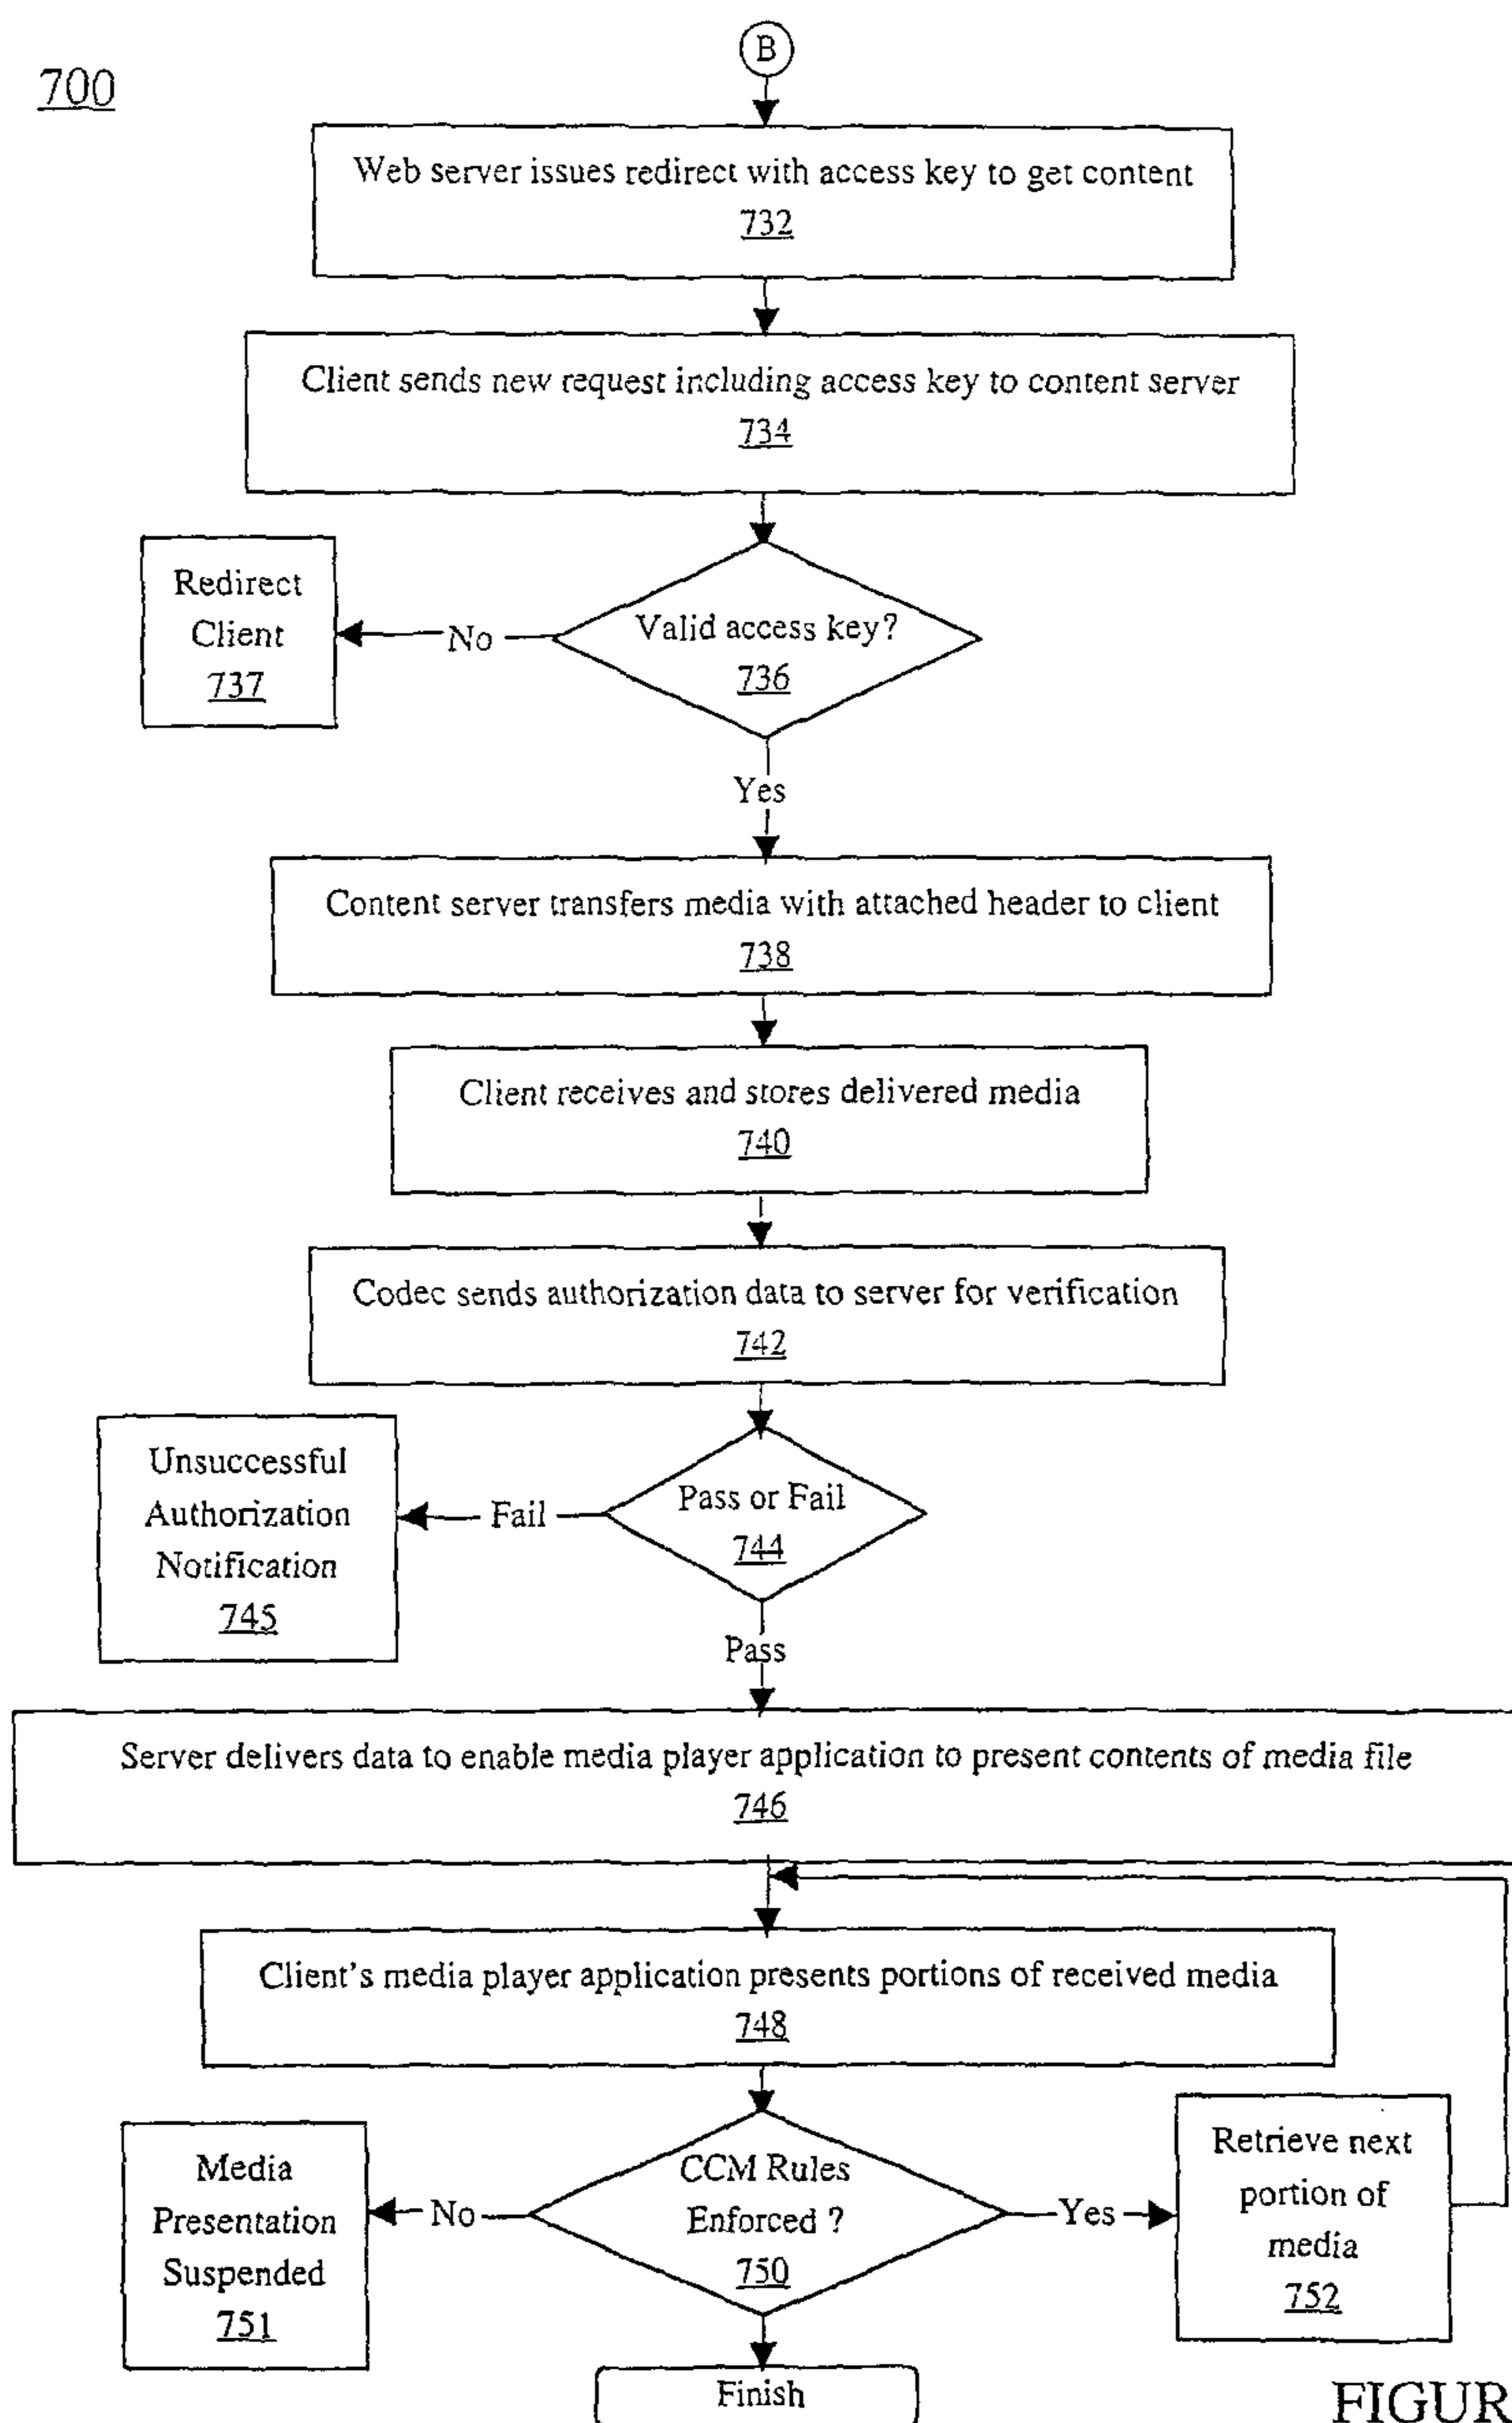 B
700
Web server issues redirect with access key to get content
732
Client sends new request including access key to content server
734
Redirect
Client
737
No
Valid access key?
736
Yes
Content server transfers media with attached header to client
738
Client receives and stores delivered media
740
Codec sends authorization data to server for verification
742
Unsuccessful
Authorization
Notification
745
Fail
Pass or Fail
744
Pass
Server delivers data to enable media player application to present contents of media file
746
Client's media player application presents portions of received media
748
Media
Presentation
Suspended
751
No
CCM Rules
Enforced ?
750
Yes
Retrieve next
portion of
media
752
Finish
FIGUR